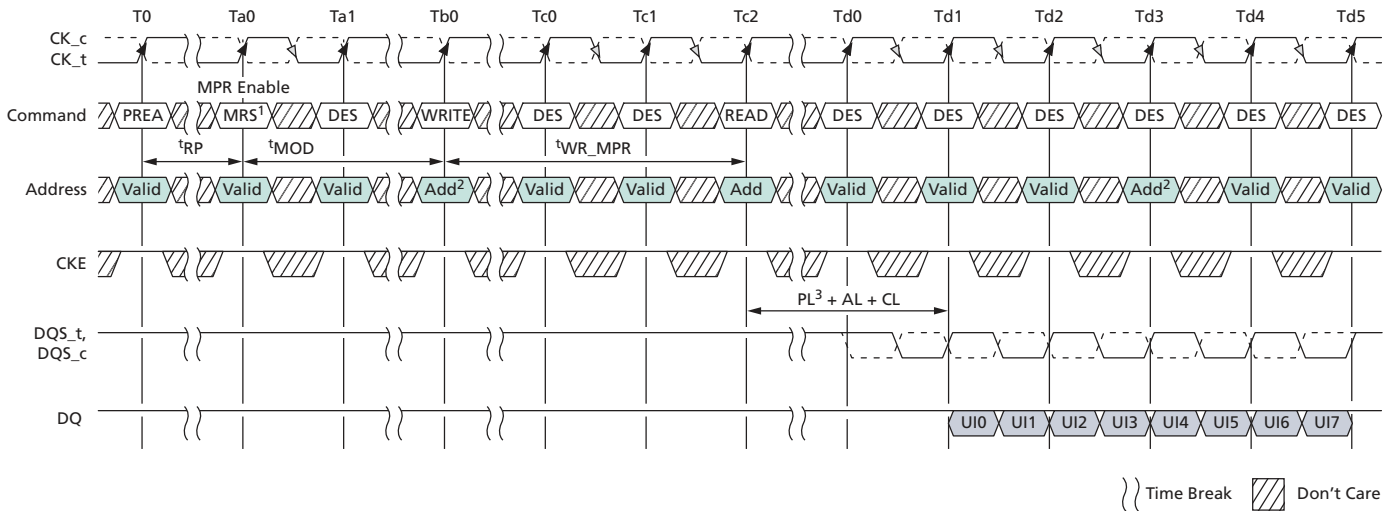 T0 Ta0 Ta1 Tb0 Tc0 Tc1 Tc2 Td0 Td1 Td2 Td3 Td4 Td5
CK_c
CK_t
MPR Enable
Command PREA MRS¹ DES WRITE DES DES READ DES DES DES DES DES DES
tRP tMOD tWR_MPR
Address Valid Valid Valid Add² Valid Valid Add Valid Valid Valid Add² Valid Valid
CKE
PL³ + AL + CL
DQS_t,
DQS_c
DQ UI0 UI1 UI2 UI3 UI4 UI5 UI6 UI7
Time Break Don't Care